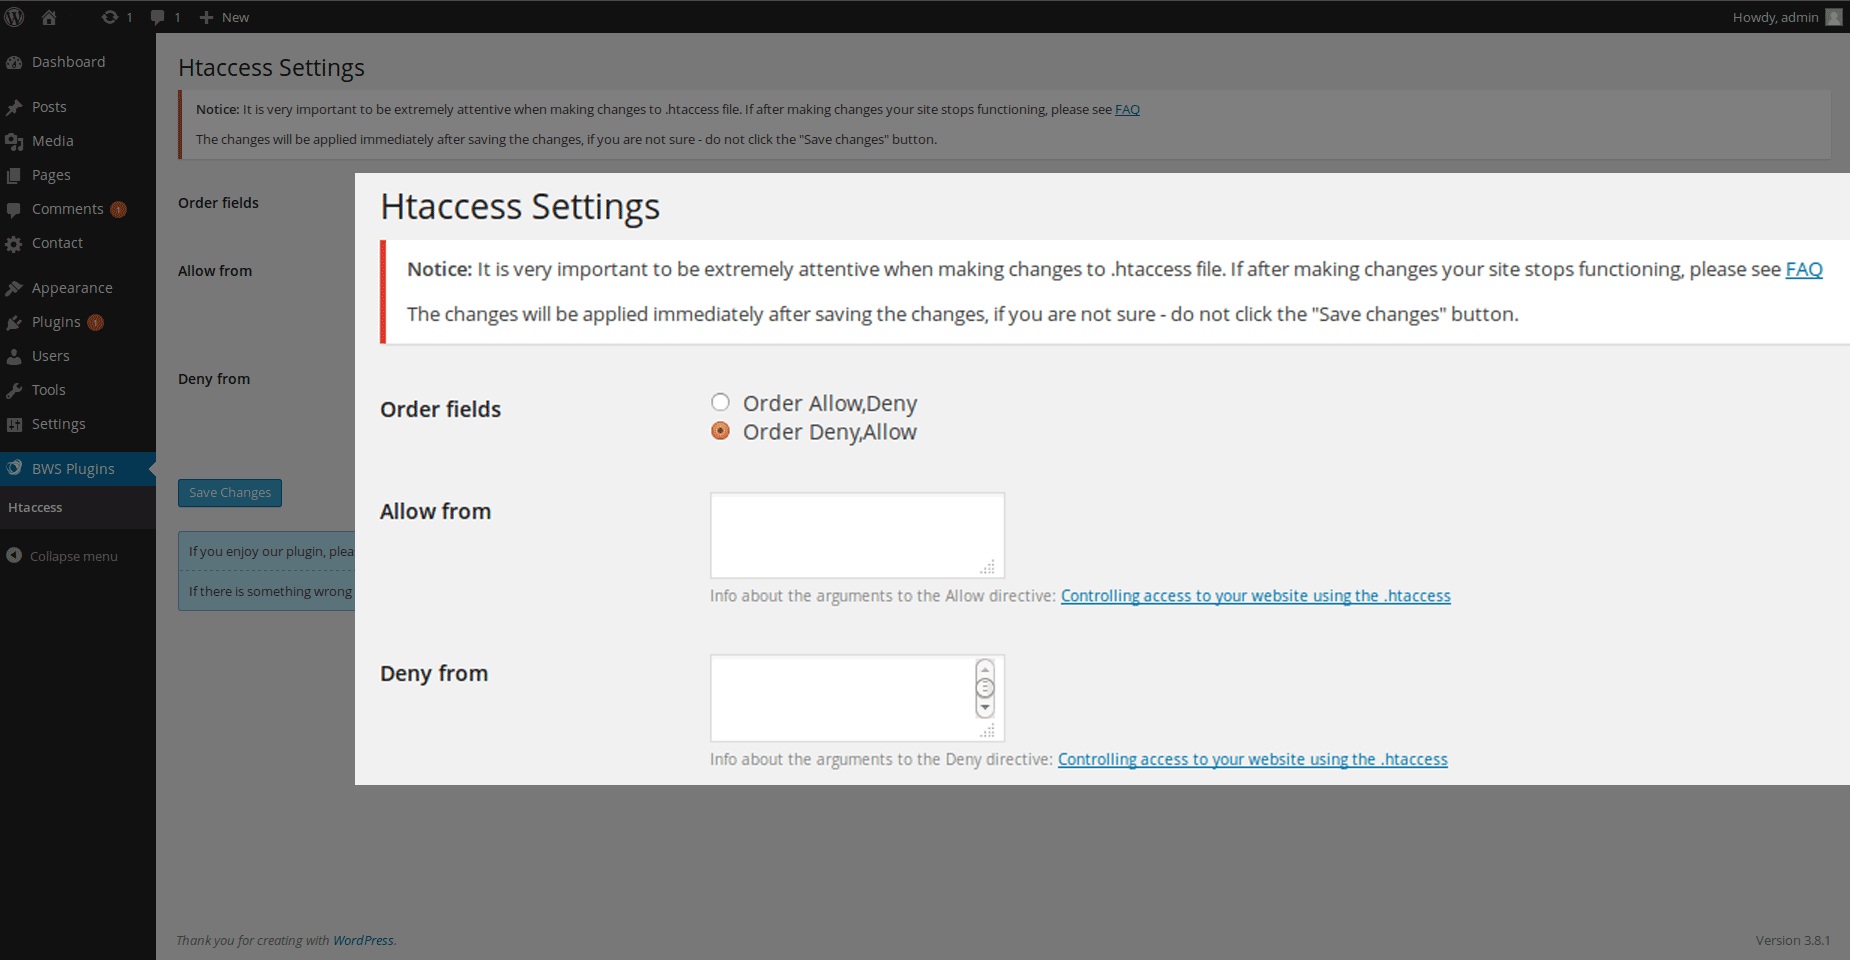 1 1 New Howdy, admin
Dashboard
Posts
Media
Pages
Comments 1
Contact
Appearance
Plugins 1
Users
Tools
Settings
BWS Plugins
Htaccess
Collapse menu
Htaccess Settings
Notice: It is very important to be extremely attentive when making changes to .htaccess file. If after making changes your site stops functioning, please see FAQ
The changes will be applied immediately after saving the changes, if you are not sure - do not click the "Save changes" button.
Order fields
Allow from
Deny from
Save Changes
If you enjoy our plugin, plea
If there is something wrong
Htaccess Settings
Notice: It is very important to be extremely attentive when making changes to .htaccess file. If after making changes your site stops functioning, please see FAQ
The changes will be applied immediately after saving the changes, if you are not sure - do not click the "Save changes" button.
Order fields
Order Allow,Deny
Order Deny,Allow
Allow from
Info about the arguments to the Allow directive: Controlling access to your website using the .htaccess
Deny from
Info about the arguments to the Deny directive: Controlling access to your website using the .htaccess
Thank you for creating with WordPress.
Version 3.8.1